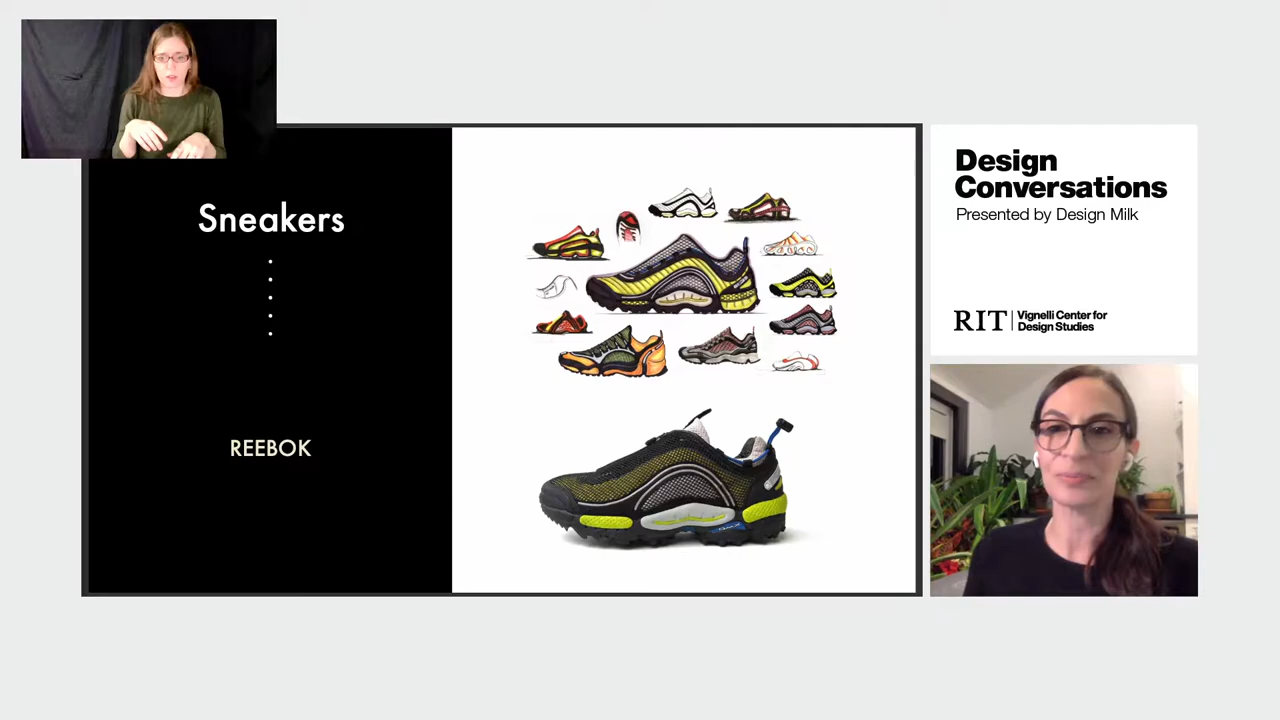 Sneakers
REEBOK
Design
Conversations
Presented by Design Milk
RIT
Vignelli Center for
Design Studies